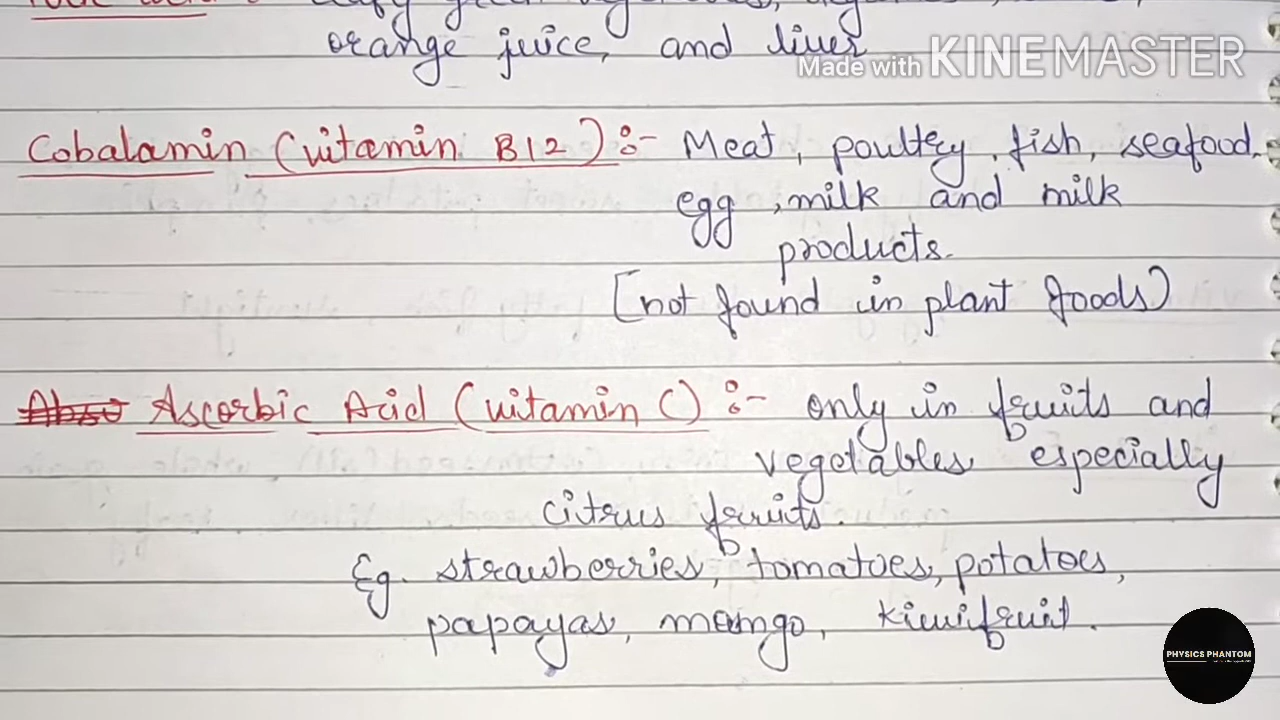 orange juice, and liver
Made with KINEMASTER
Cobalamin (vitamin B12) :- Meat, poultry, fish, seafood,
egg, milk and milk
products.
[not found in plant foods)
Abso Ascorbic Acid (vitamin C) :- only in fruits and
vegetables especially
citrus fruits.
Eg. strawberries, tomatoes, potatoes,
papayas, mango, kiwifruit.
PHYSICS PHANTOM